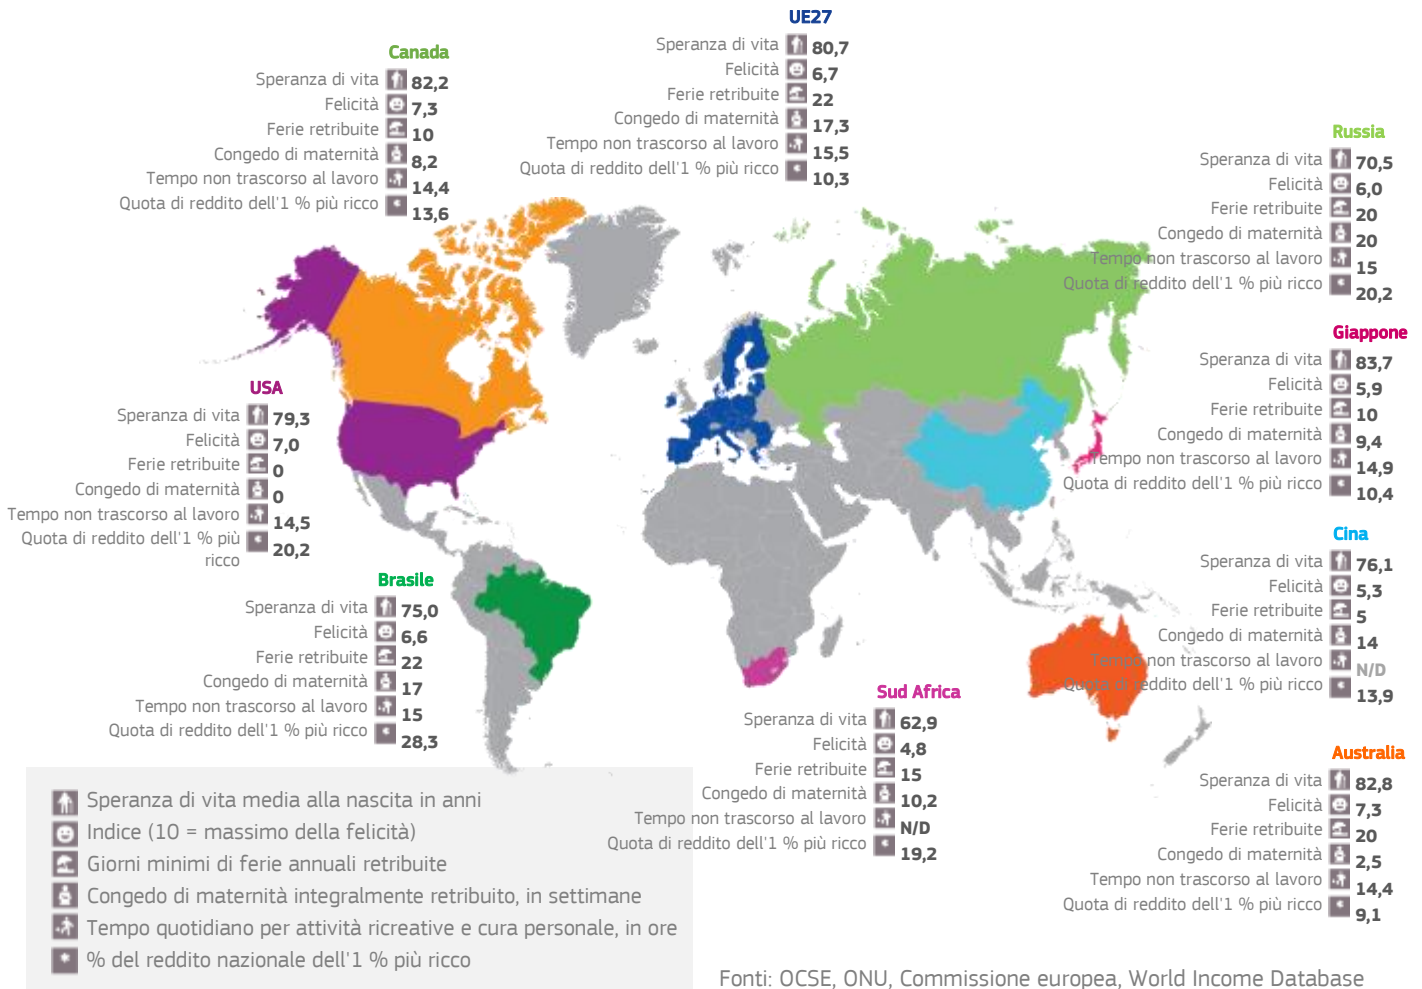 UE27
Speranza di vita 80,7
Felicità 6,7
Ferie retribuite 22
Congedo di maternità 17,3
Tempo non trascorso al lavoro 15,5
Quota di reddito dell'1 % più ricco 10,3
Canada
Speranza di vita 82,2
Felicità 7,3
Ferie retribuite 10
Congedo di maternità 8,2
Tempo non trascorso al lavoro 14,4
Quota di reddito dell'1 % più ricco 13,6
Russia
Speranza di vita 70,5
Felicità 6,0
Ferie retribuite 20
Congedo di maternità 20
Tempo non trascorso al lavoro 15
Quota di reddito dell'1 % più ricco 20,2
Giappone
Speranza di vita 83,7
Felicità 5,9
Ferie retribuite 10
Congedo di maternità 9,4
Tempo non trascorso al lavoro 14,9
Quota di reddito dell'1 % più ricco 10,4
USA
Speranza di vita 79,3
Felicità 7,0
Ferie retribuite 0
Congedo di maternità 0
Tempo non trascorso al lavoro 14,5
Quota di reddito dell'1 % più 20,2
ricco
Cina
Speranza di vita 76,1
Felicità 5,3
Ferie retribuite 5
Congedo di maternità 14
Tempo non trascorso al lavoro N/D
Quota di reddito dell'1 % più ricco 13,9
Brasile
Speranza di vita 75,0
Felicità 6,6
Ferie retribuite 22
Congedo di maternità 17
Tempo non trascorso al lavoro 15
Quota di reddito dell'1 % più ricco 28,3
Sud Africa
Speranza di vita 62,9
Felicità 4,8
Ferie retribuite 15
Congedo di maternità 10,2
Tempo non trascorso al lavoro N/D
Quota di reddito dell'1 % più ricco 19,2
Australia
Speranza di vita 82,8
Felicità 7,3
Ferie retribuite 20
Congedo di maternità 2,5
Tempo non trascorso al lavoro 14,4
Quota di reddito dell'1 % più ricco 9,1
Speranza di vita media alla nascita in anni
Indice (10 = massimo della felicità)
Giorni minimi di ferie annuali retribuite
Congedo di maternità integralmente retribuito, in settimane
Tempo quotidiano per attività ricreative e cura personale, in ore
% del reddito nazionale dell'1 % più ricco
Fonti: OCSE, ONU, Commissione europea, World Income Database